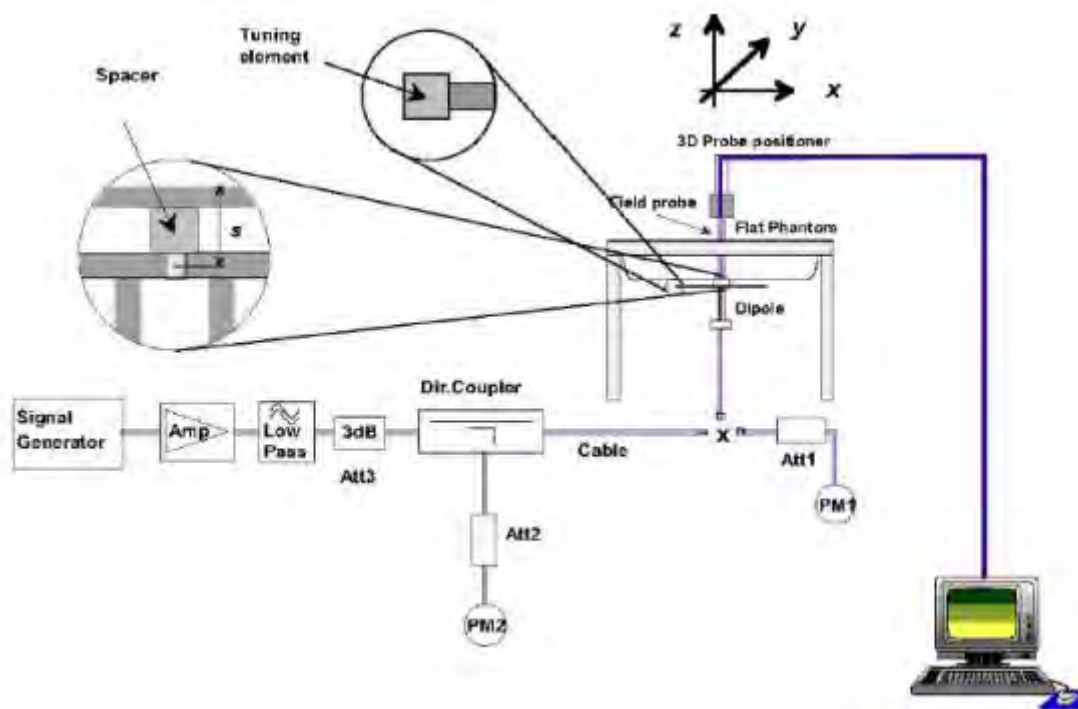 Tuning
element
Spacer
z
y
x
3D Probe positioner
Field probe
Flat Phantom
s
Dipole
Dir.Coupler
Signal
Generator
Amp
Low
Pass
3dB
Att3
Cable
x
Att1
PM1
Att2
PM2